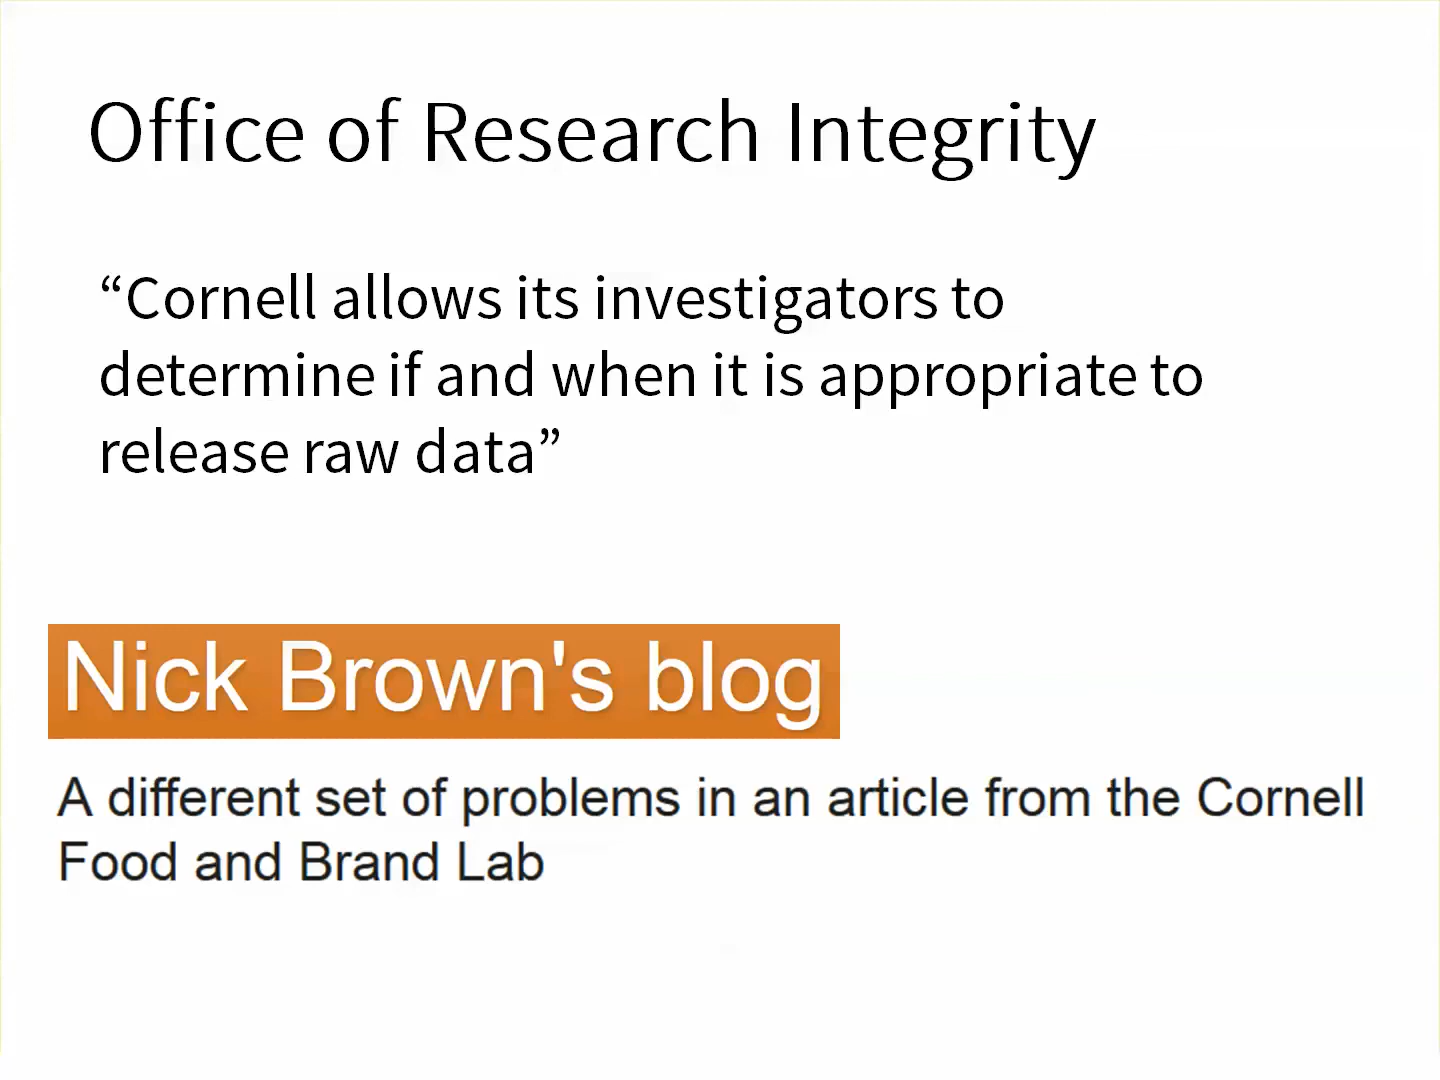 Office of Research Integrity
“Cornell allows its investigators to
determine if and when it is appropriate to
release raw data”
Nick Brown's blog
A different set of problems in an article from the Cornell
Food and Brand Lab